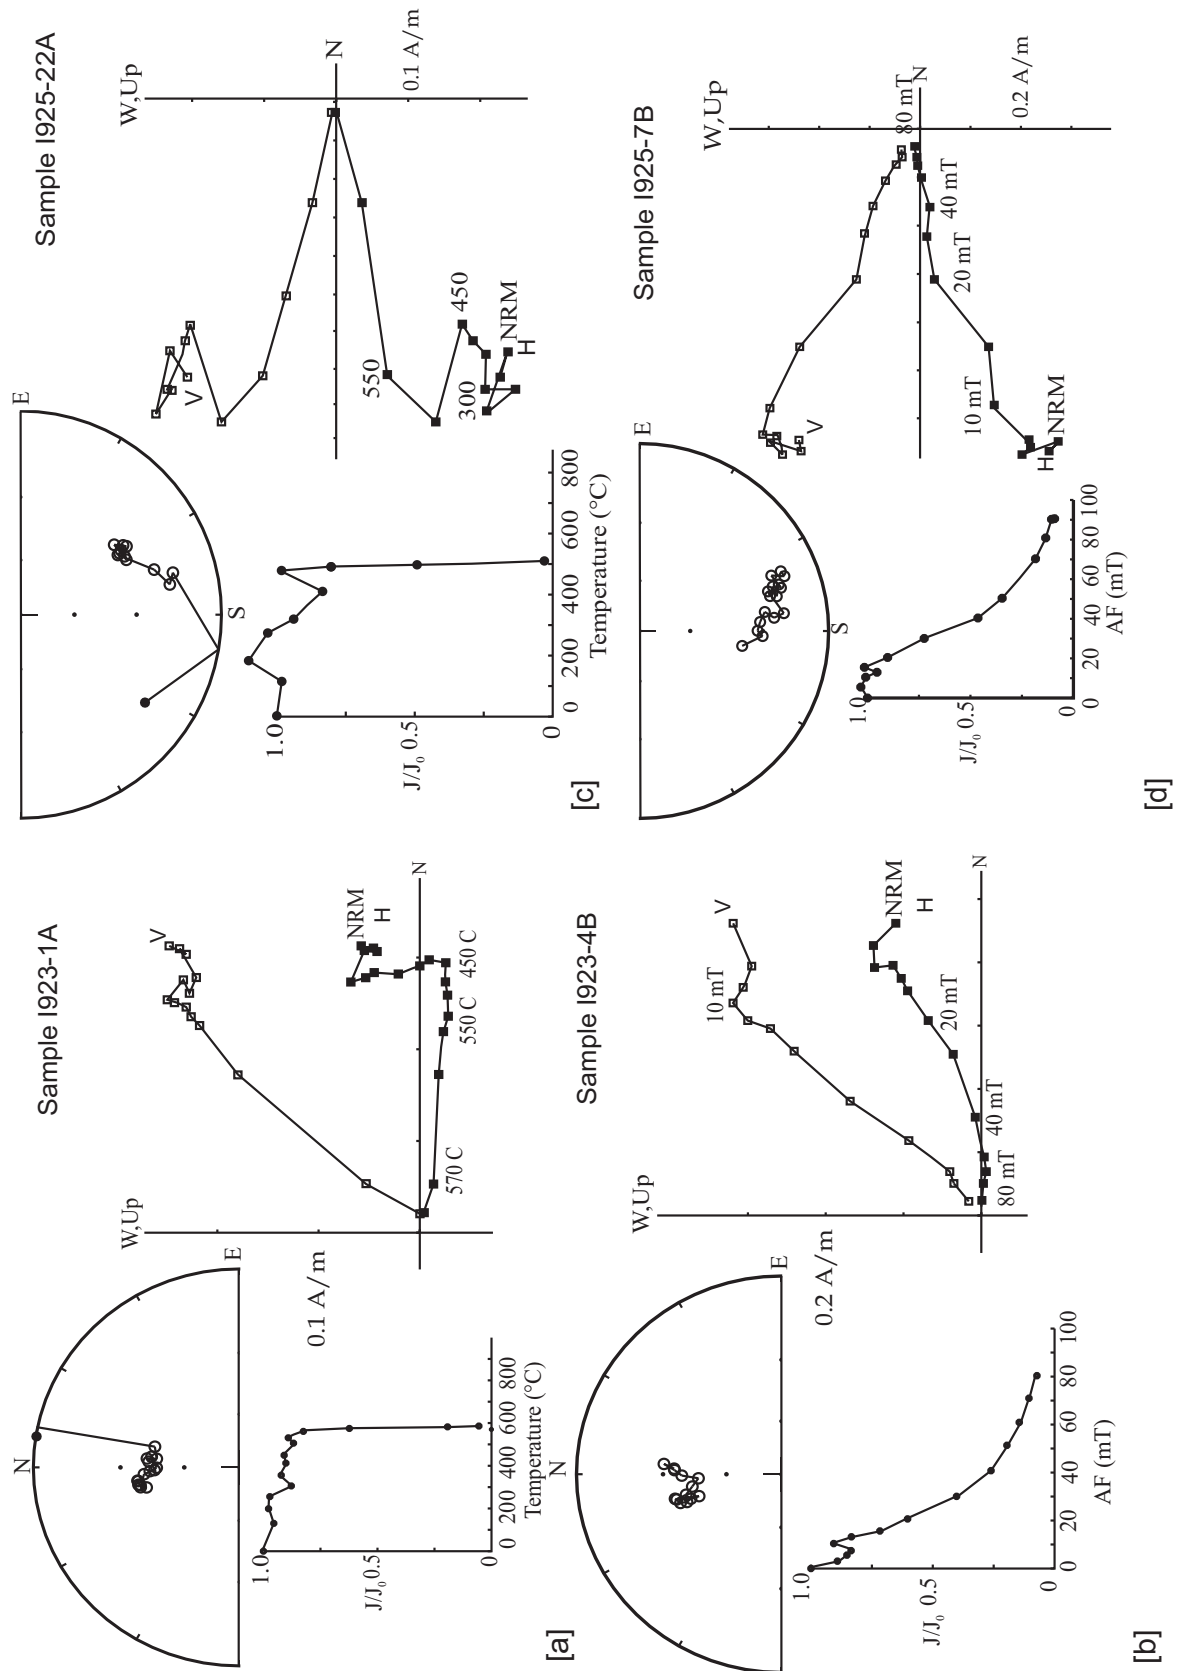 Sample I923-1A
N
E
W,Up
V
NRM
H
N
450 C
550 C
570 C
0.1 A/m
1.0
J/J₀ 0.5
0
0 200 400 600 800
Temperature (°C)
[a]
Sample I923-4B
N
E
W,Up
V
10 mT
NRM
H
N
20 mT
40 mT
80 mT
0.2 A/m
1.0
J/J₀ 0.5
0
0 20 40 60 80 100
AF (mT)
[b]
Sample I925-22A
E
S
W,Up
N
V
0.1 A/m
550
450
300
NRM
H
1.0
J/J₀ 0.5
0
0 200 400 600 800
Temperature (°C)
[c]
Sample I925-7B
E
S
W,Up
80 mT
N
V
0.2 A/m
40 mT
20 mT
10 mT
NRM
H
1.0
J/J₀ 0.5
0
0 20 40 60 80 100
AF (mT)
[d]